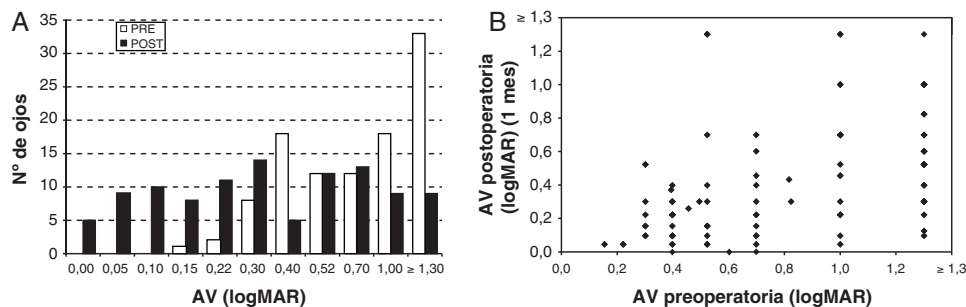 A
PRE
POST
35
30
25
20
15
10
5
0
N° de ojos
0,00 0,05 0,10 0,15 0,22 0,30 0,40 0,52 0,70 1,00 ≥ 1,30
AV (logMAR)
B
≥ 1,3
1,2
1,0
0,8
0,6
0,4
0,2
0,0
AV postoperatoria
(logMAR) (1 mes)
0,0 0,2 0,4 0,6 0,8 1,0 1,2 ≥ 1,3
AV preoperatoria (logMAR)